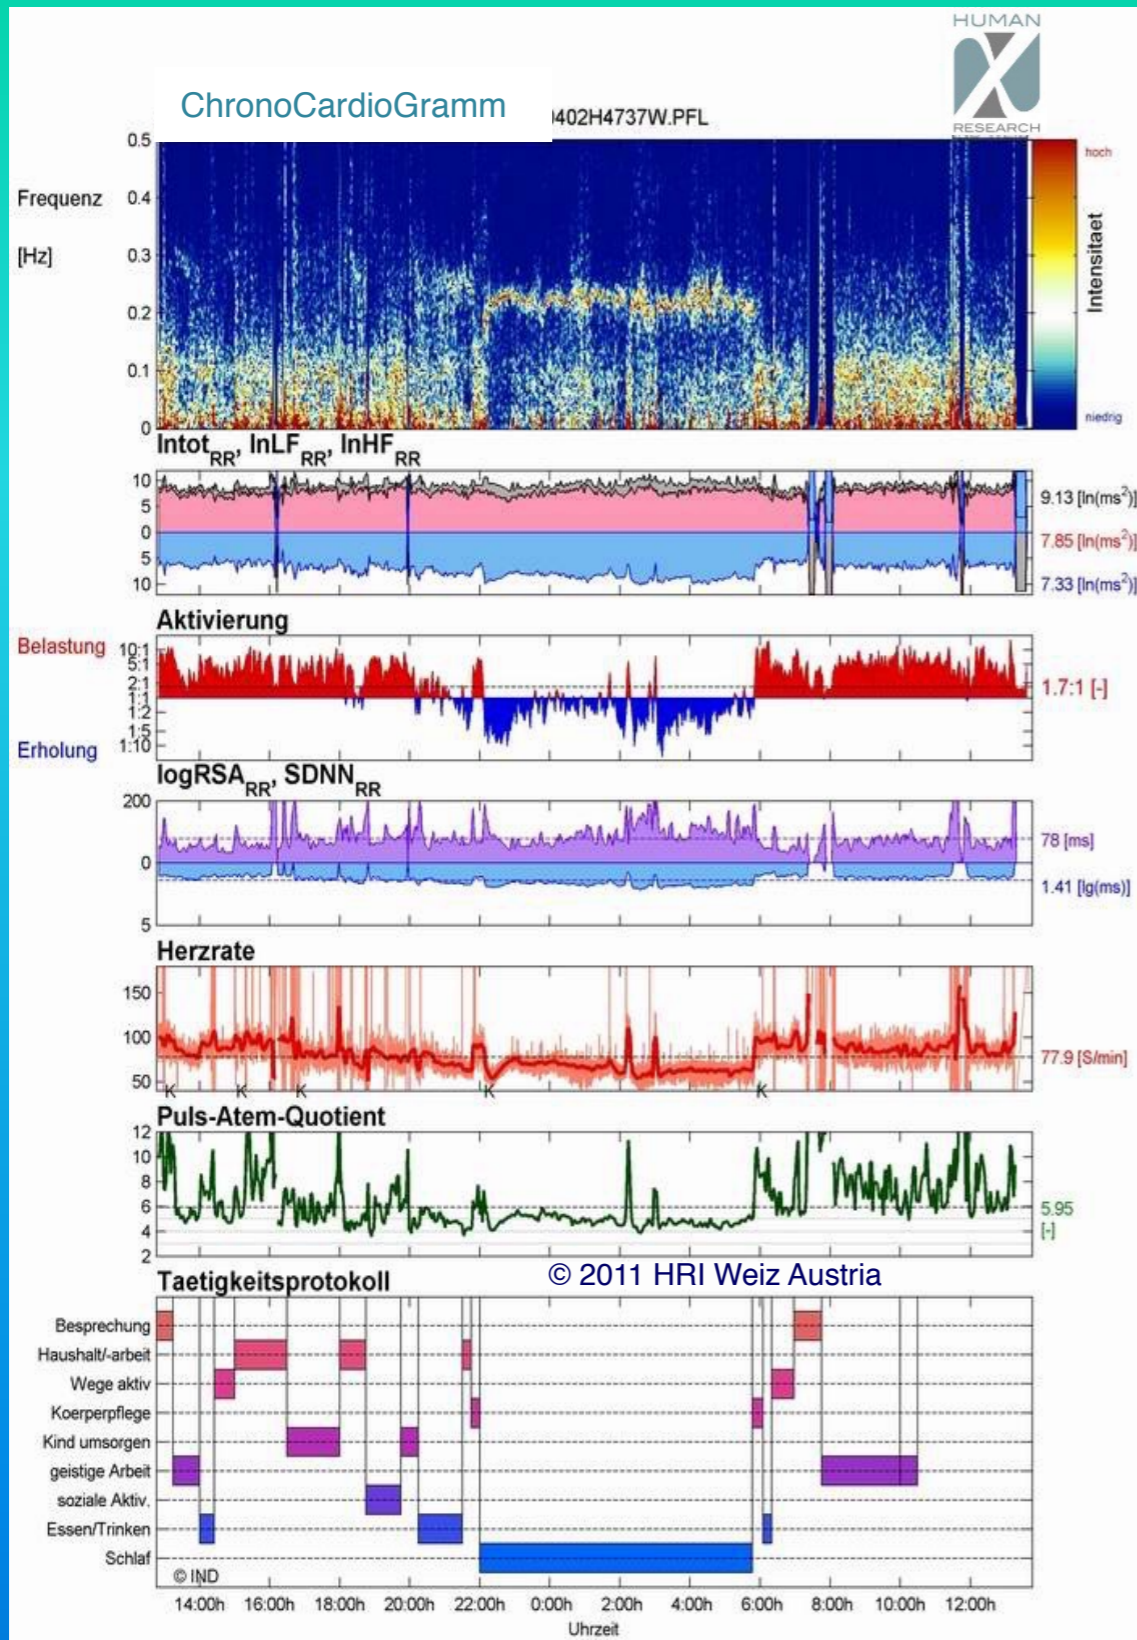 HUMAN
RESEARCH
ChronoCardioGramm
0402H4737W.PFL
Frequenz
[Hz]
0.5
0.4
0.3
0.2
0.1
0
hoch
Intensitaet
niedrig
lntot RR, lnLF RR, lnHF RR
10
5
0
5
10
9.13 [ln(ms²)]
7.85 [ln(ms²)]
7.33 [ln(ms²)]
Aktivierung
Belastung
Erholung
10:1
5:1
2:1
1:1
1:2
1:5
1:10
1.7:1 [-]
logRSA RR, SDNN RR
200
0
5
78 [ms]
1.41 [lg(ms)]
Herzrate
150
100
50
77.9 [S/min]
K K K K K
Puls-Atem-Quotient
12
10
8
6
4
2
5.95
[-]
Taetigkeitsprotokoll
© 2011 HRI Weiz Austria
Besprechung
Haushalt/-arbeit
Wege aktiv
Koerperpflege
Kind umsorgen
geistige Arbeit
soziale Aktiv.
Essen/Trinken
Schlaf
© IND
14:00h 16:00h 18:00h 20:00h 22:00h 0:00h 2:00h 4:00h 6:00h 8:00h 10:00h 12:00h
Uhrzeit